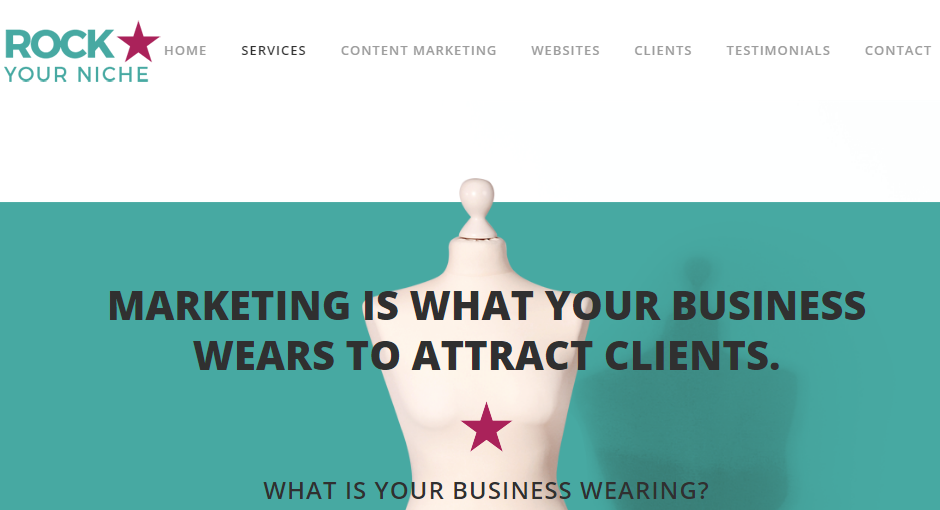 ROCK
YOUR NICHE
HOME SERVICES CONTENT MARKETING WEBSITES CLIENTS TESTIMONIALS CONTACT
MARKETING IS WHAT YOUR BUSINESS
WEARS TO ATTRACT CLIENTS.
WHAT IS YOUR BUSINESS WEARING?